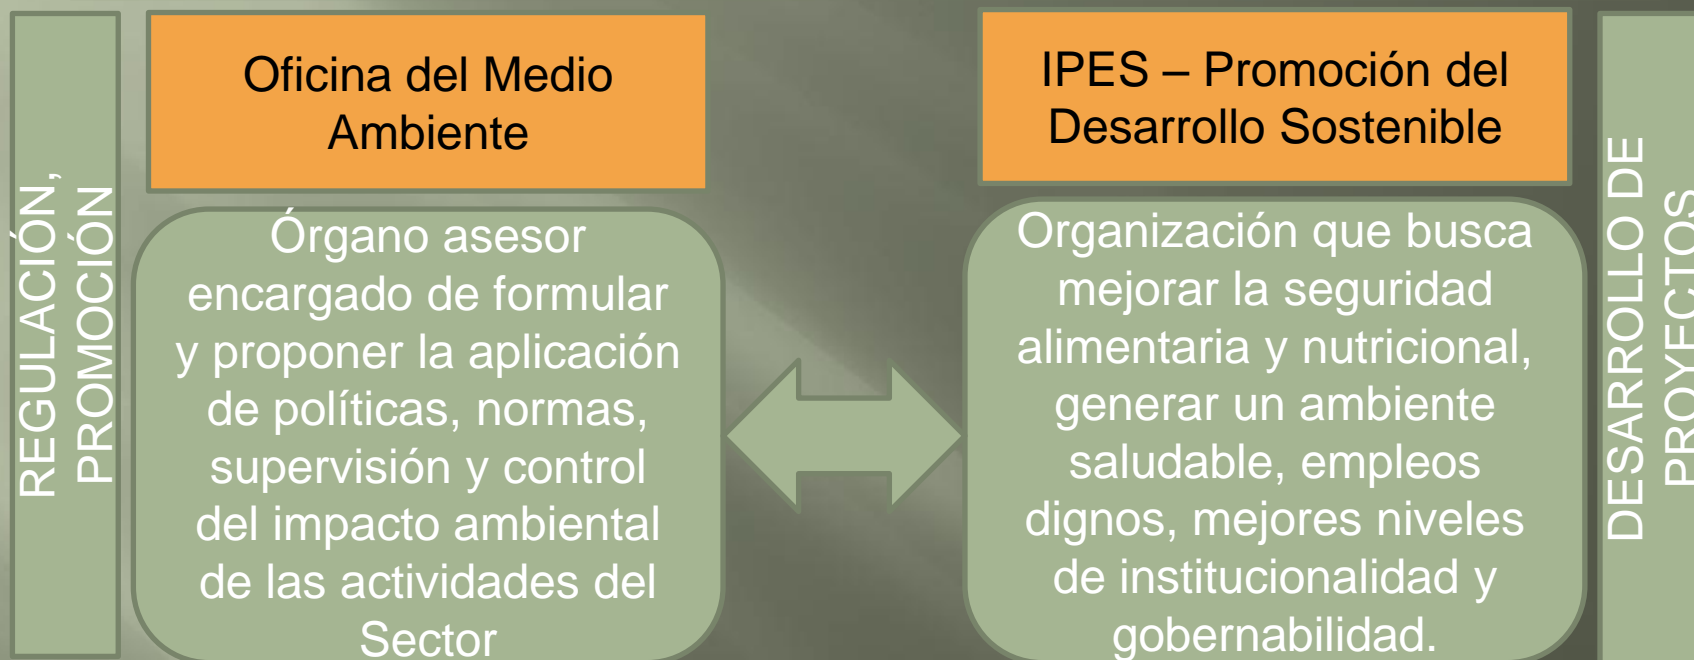 REGULACIÓN,
PROMOCIÓN
Oficina del Medio
Ambiente
Órgano asesor
encargado de formular
y proponer la aplicación
de políticas, normas,
supervisión y control
del impacto ambiental
de las actividades del
Sector
IPES – Promoción del
Desarrollo Sostenible
Organización que busca
mejorar la seguridad
alimentaria y nutricional,
generar un ambiente
saludable, empleos
dignos, mejores niveles
de institucionalidad y
gobernabilidad.
DESARROLLO DE
PROYECTOS